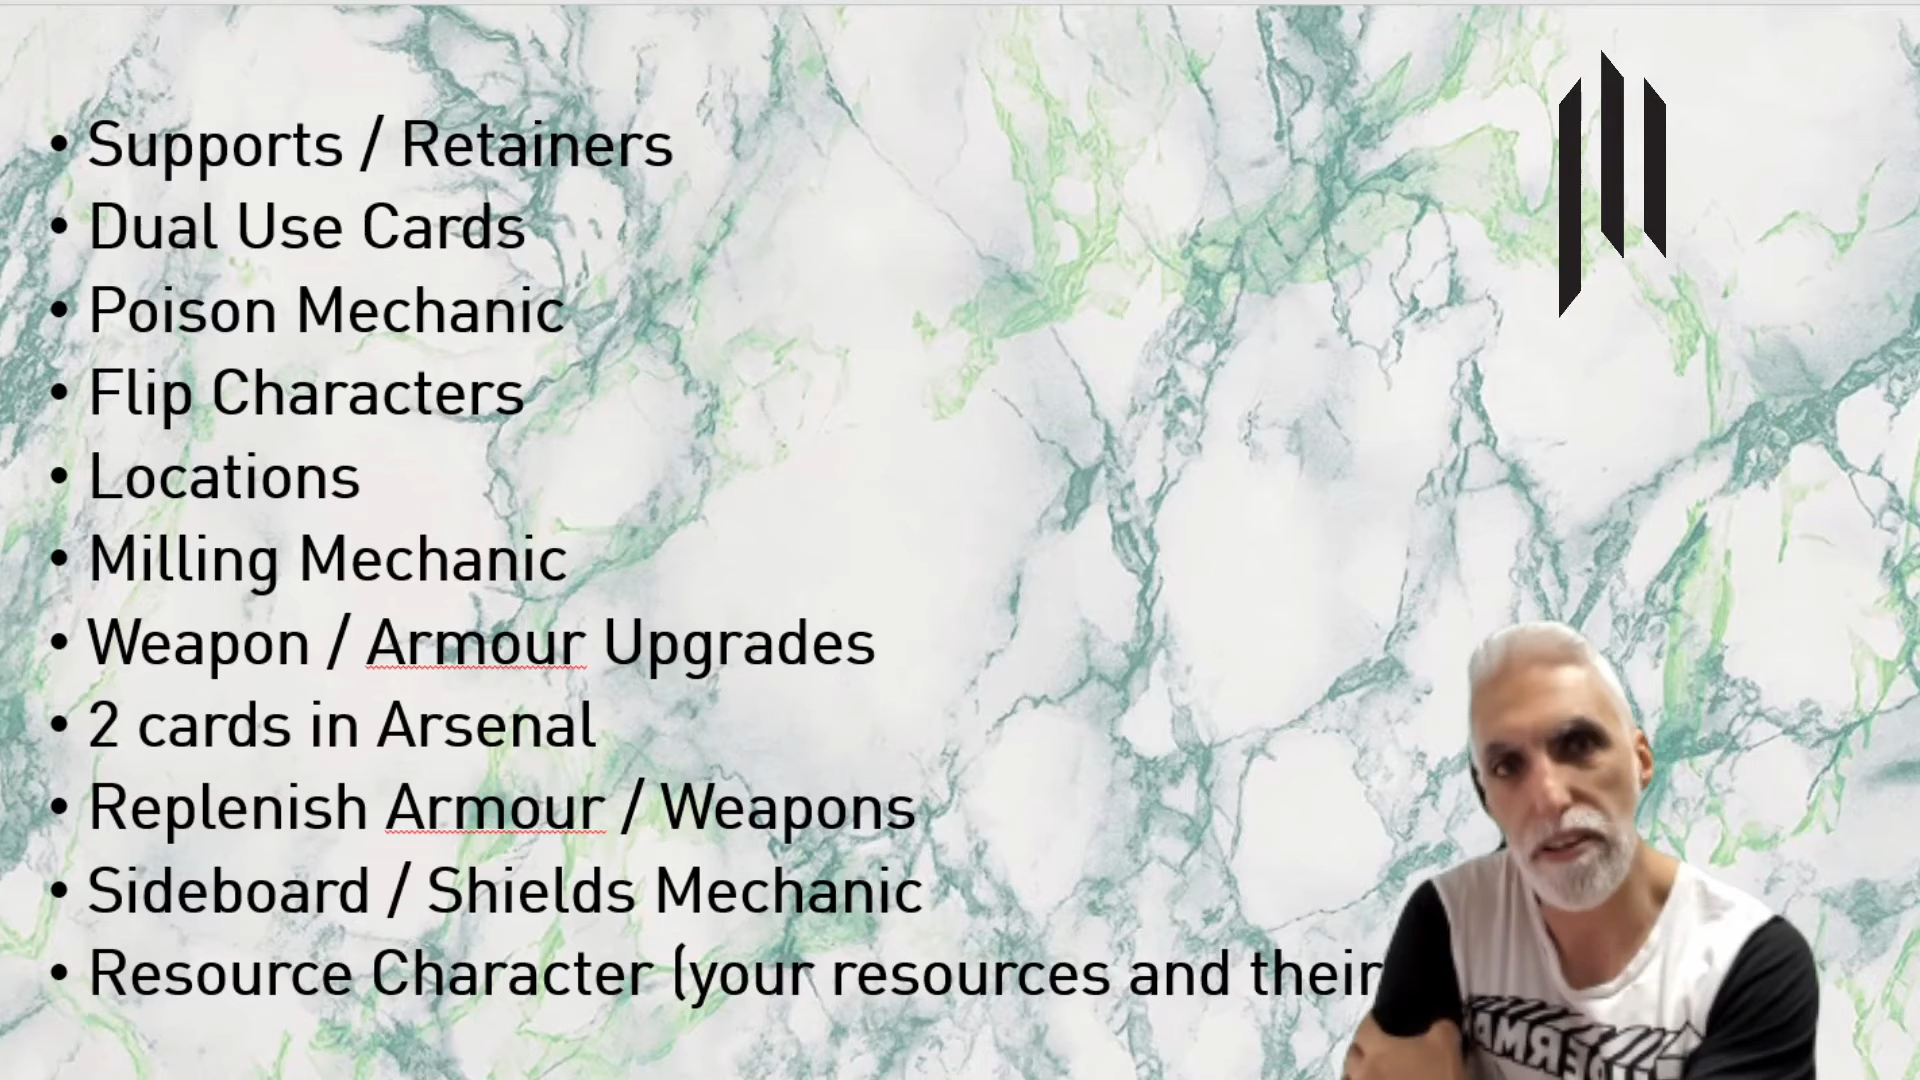 • Supports / Retainers
• Dual Use Cards
• Poison Mechanic
• Flip Characters
• Locations
• Milling Mechanic
• Weapon / Armour Upgrades
• 2 cards in Arsenal
• Replenish Armour / Weapons
• Sideboard / Shields Mechanic
• Resource Character (your resources and their